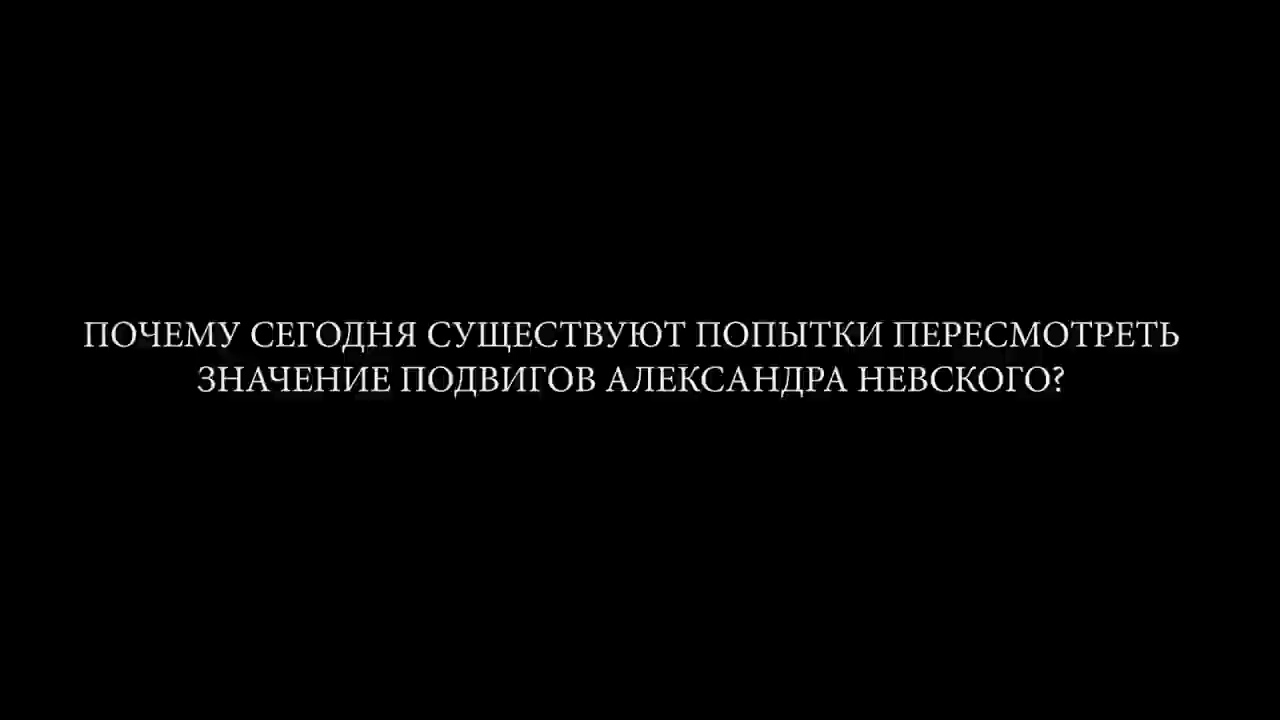 ПОЧЕМУ СЕГОДНЯ СУЩЕСТВУЮТ ПОПЫТКИ ПЕРЕСМОТРЕТЬ
ЗНАЧЕНИЕ ПОДВИГОВ АЛЕКСАНДРА НЕВСКОГО?